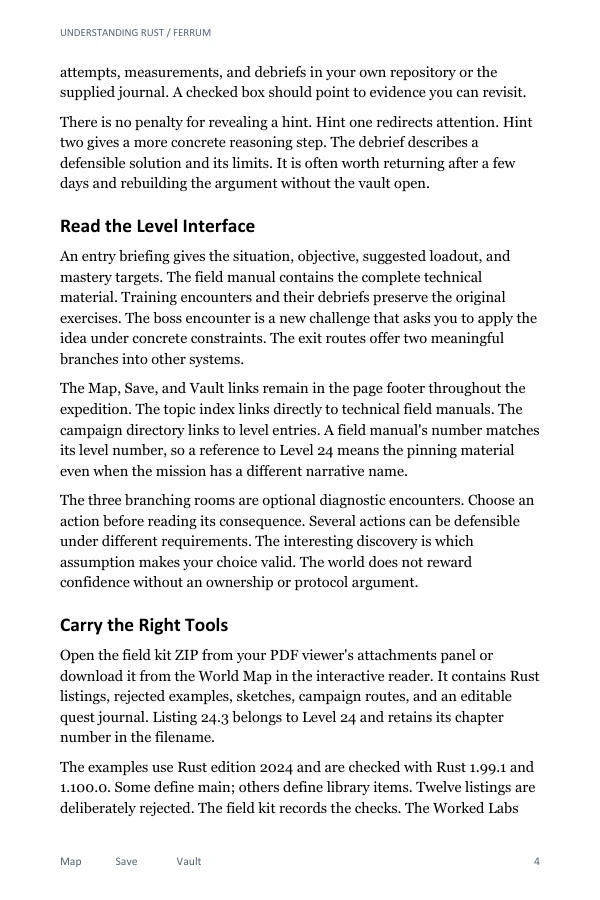 UNDERSTANDING RUST / FERRUM
attempts, measurements, and debriefs in your own repository or the
supplied journal. A checked box should point to evidence you can revisit.
There is no penalty for revealing a hint. Hint one redirects attention. Hint
two gives a more concrete reasoning step. The debrief describes a
defensible solution and its limits. It is often worth returning after a few
days and rebuilding the argument without the vault open.
Read the Level Interface
An entry briefing gives the situation, objective, suggested loadout, and
mastery targets. The field manual contains the complete technical
material. Training encounters and their debriefs preserve the original
exercises. The boss encounter is a new challenge that asks you to apply the
idea under concrete constraints. The exit routes offer two meaningful
branches into other systems.
The Map, Save, and Vault links remain in the page footer throughout the
expedition. The topic index links directly to technical field manuals. The
campaign directory links to level entries. A field manual's number matches
its level number, so a reference to Level 24 means the pinning material
even when the mission has a different narrative name.
The three branching rooms are optional diagnostic encounters. Choose an
action before reading its consequence. Several actions can be defensible
under different requirements. The interesting discovery is which
assumption makes your choice valid. The world does not reward
confidence without an ownership or protocol argument.
Carry the Right Tools
Open the field kit ZIP from your PDF viewer's attachments panel or
download it from the World Map in the interactive reader. It contains Rust
listings, rejected examples, sketches, campaign routes, and an editable
quest journal. Listing 24.3 belongs to Level 24 and retains its chapter
number in the filename.
The examples use Rust edition 2024 and are checked with Rust 1.99.1 and
1.100.0. Some define main; others define library items. Twelve listings are
deliberately rejected. The field kit records the checks. The Worked Labs
Map Save Vault 4